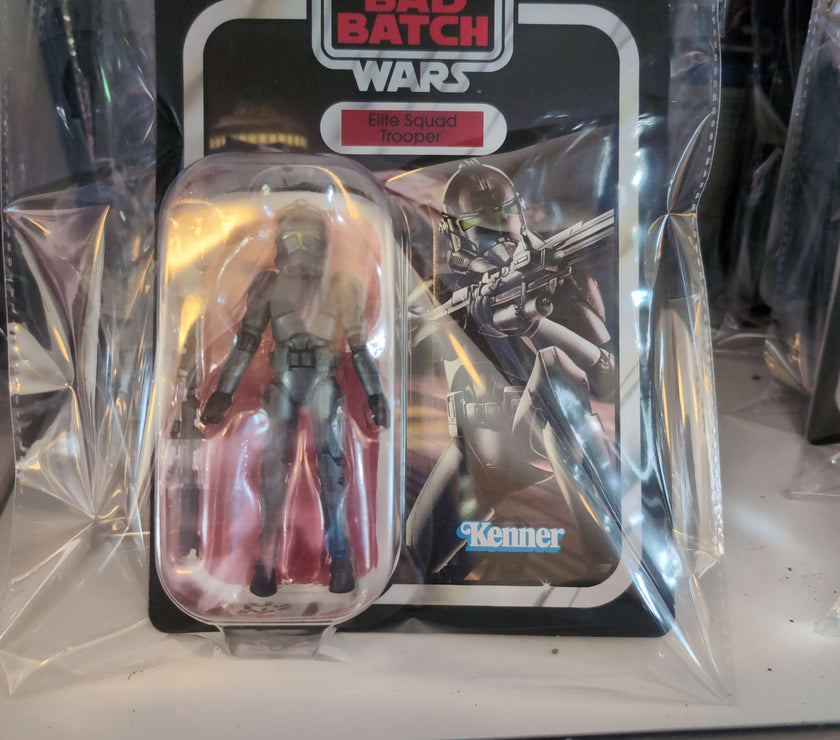 BAD
BATCH
WARS
Elite Squad
Trooper
Kenner